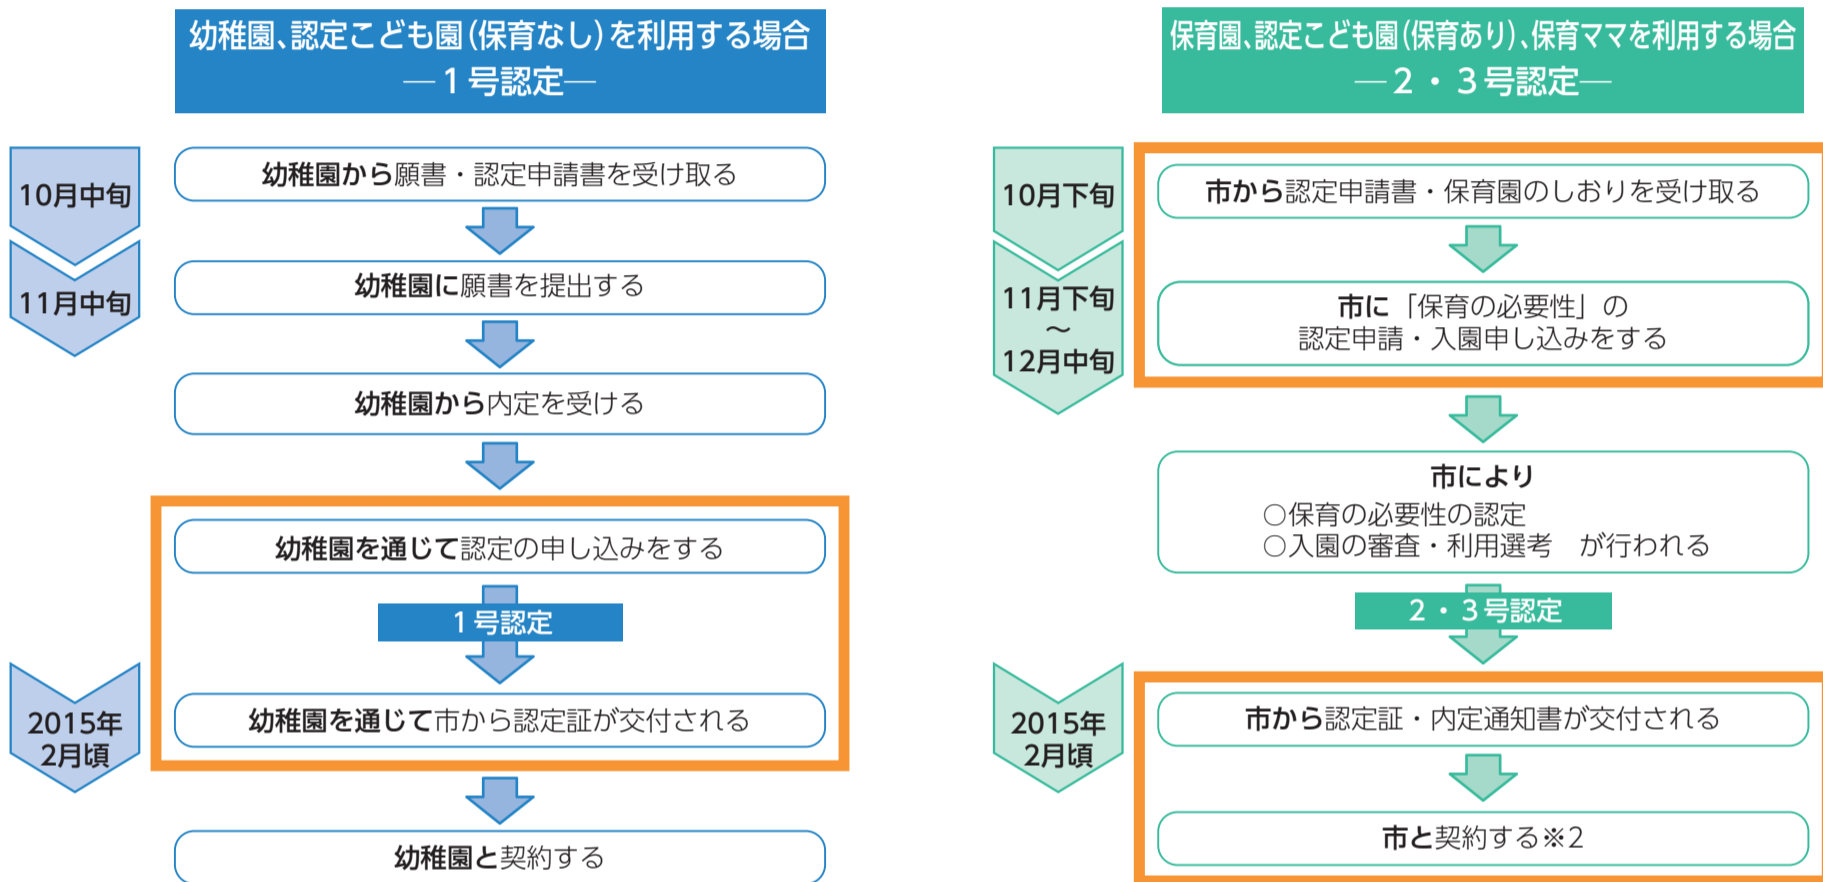 幼稚園、認定こども園(保育なし)を利用する場合
―1号認定―
10月中旬
幼稚園から願書・認定申請書を受け取る
11月中旬
幼稚園に願書を提出する
幼稚園から内定を受ける
幼稚園を通じて認定の申し込みをする
1号認定
2015年
2月頃
幼稚園を通じて市から認定証が交付される
幼稚園と契約する
保育園、認定こども園(保育あり)、保育ママを利用する場合
―2・3号認定―
10月下旬
市から認定申請書・保育園のしおりを受け取る
11月下旬
~
12月中旬
市に「保育の必要性」の
認定申請・入園申し込みをする
市により
○保育の必要性の認定
○入園の審査・利用選考 が行われる
2・3号認定
2015年
2月頃
市から認定証・内定通知書が交付される
市と契約する※2